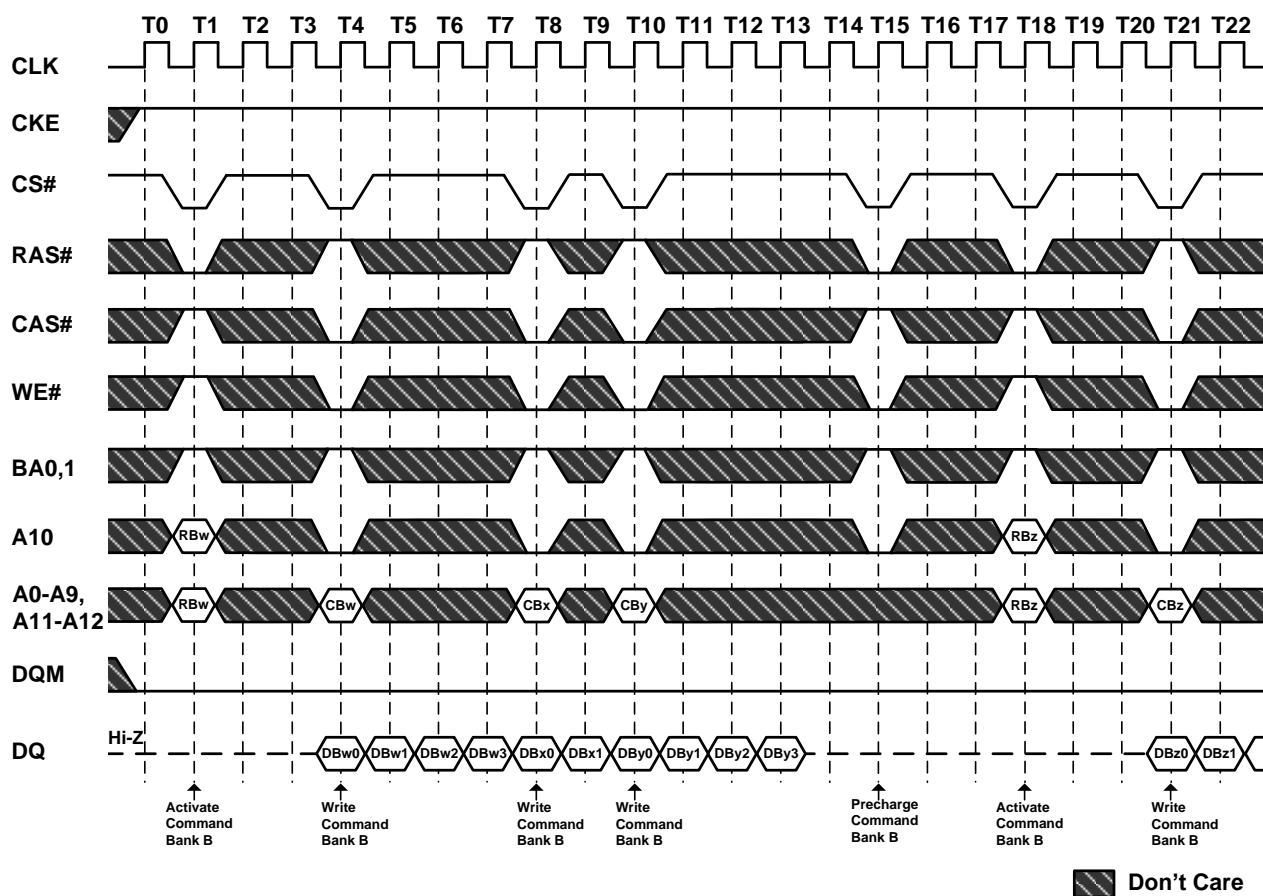 T0 T1 T2 T3 T4 T5 T6 T7 T8 T9 T10 T11 T12 T13 T14 T15 T16 T17 T18 T19 T20 T21 T22
CLK
CKE
CS#
RAS#
CAS#
WE#
BA0,1
A10
RBw RBz
A0-A9,
A11-A12
RBw CBw CBx CBy RBz CBz
DQM
DQ
Hi-Z
DBw0 DBw1 DBw2 DBw3 DBx0 DBx1 DBy0 DBy1 DBy2 DBy3 DBz0 DBz1
Activate
Command
Bank B
Write
Command
Bank B
Write
Command
Bank B
Write
Command
Bank B
Precharge
Command
Bank B
Activate
Command
Bank B
Write
Command
Bank B
Don't Care